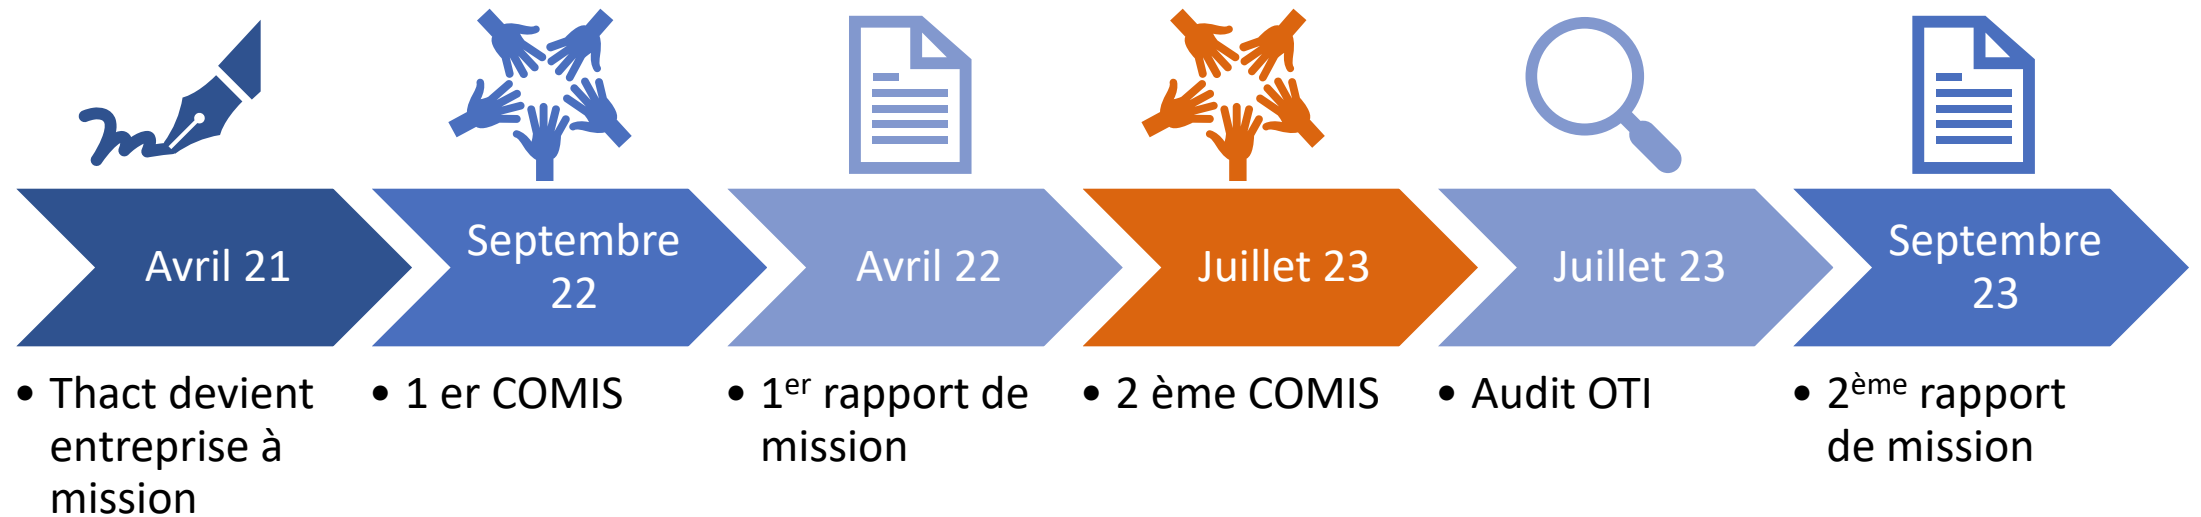 Avril 21
Septembre
22
Avril 22
Juillet 23
Juillet 23
Septembre
23
• Thact devient
entreprise à
mission
• 1 er COMIS
• 1er rapport de
mission
• 2 ème COMIS
• Audit OTI
• 2ème rapport
de mission